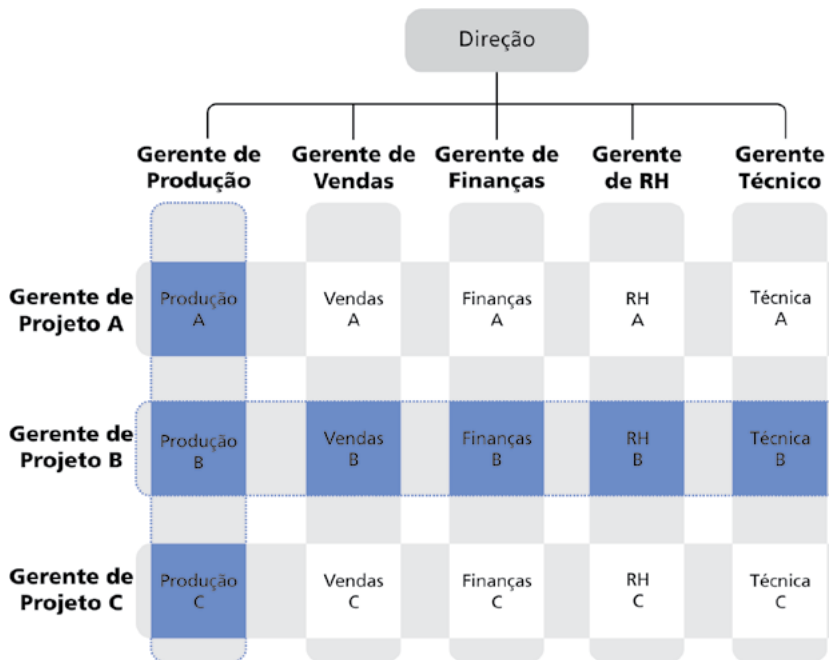 Direção
Gerente de Produção
Gerente de Vendas
Gerente de Finanças
Gerente de RH
Gerente Técnico
Gerente de Projeto A
Produção A
Vendas A
Finanças A
RH A
Técnica A
Gerente de Projeto B
Produção B
Vendas B
Finanças B
RH B
Técnica B
Gerente de Projeto C
Produção C
Vendas C
Finanças C
RH C
Técnica C